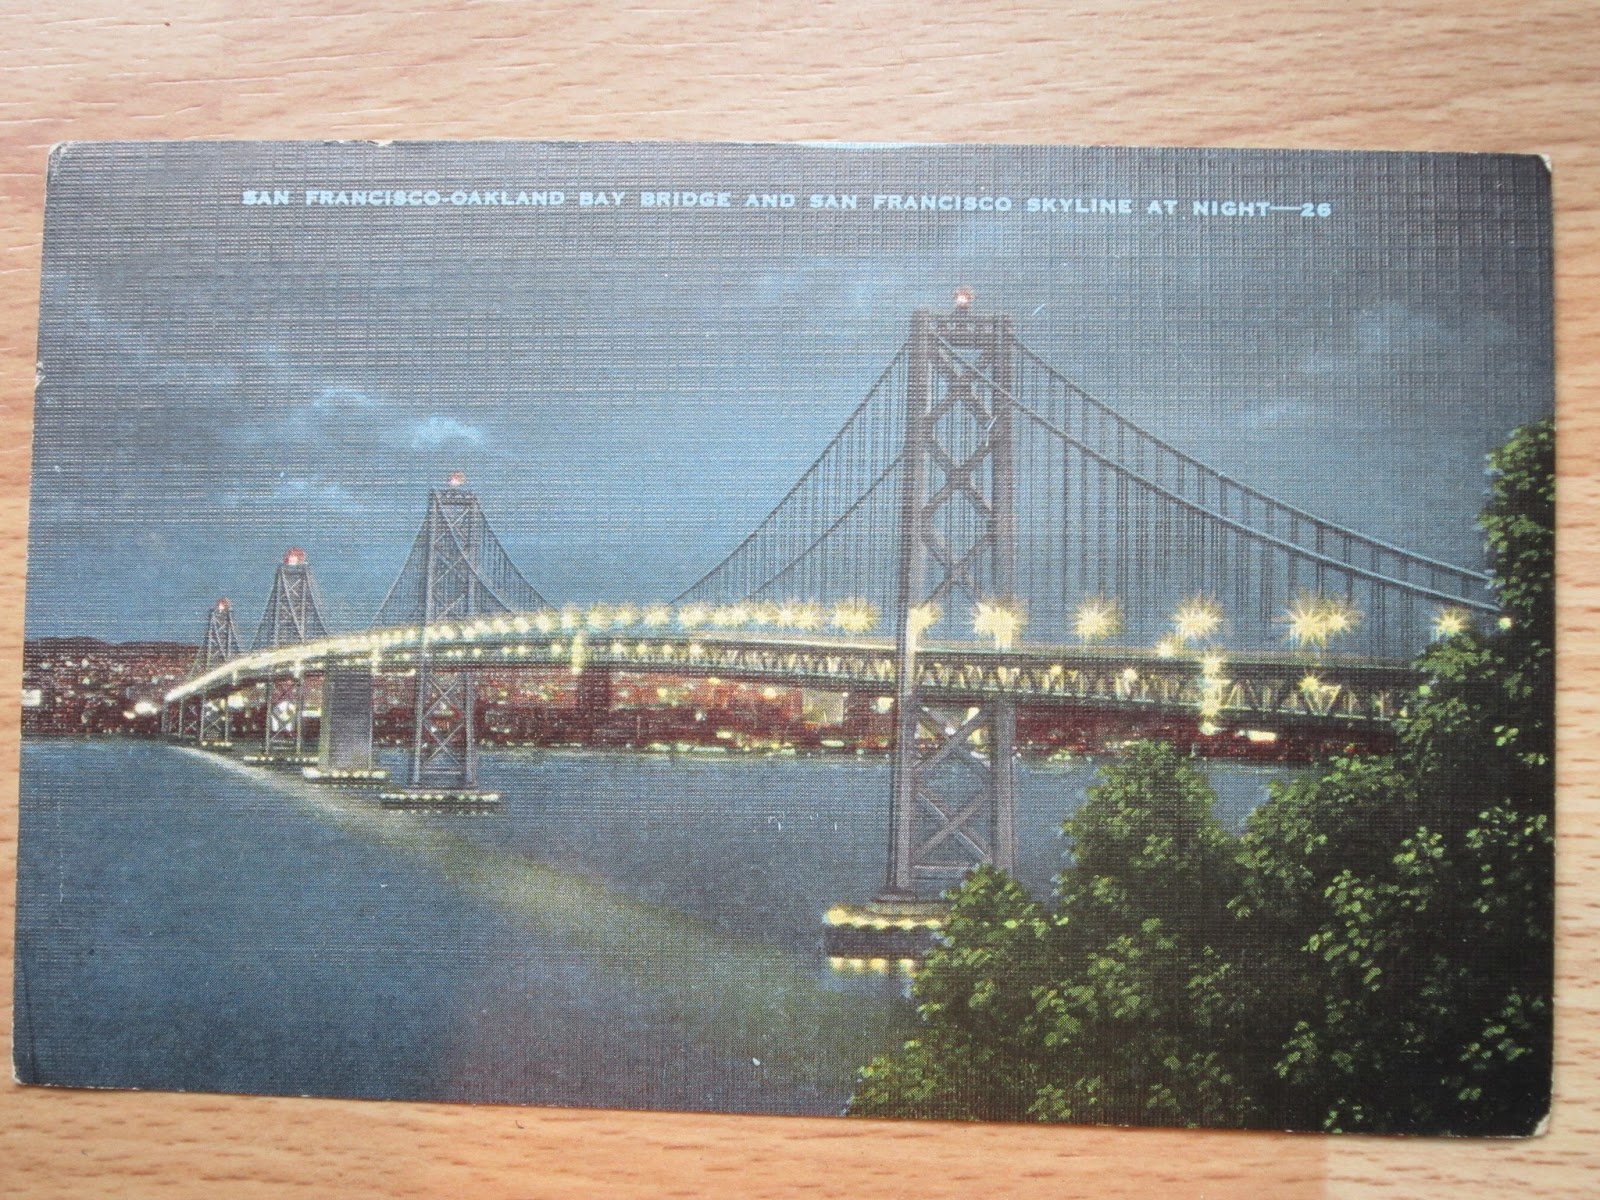 SAN FRANCISCO-OAKLAND BAY BRIDGE AND SAN FRANCISCO SKYLINE AT NIGHT—26